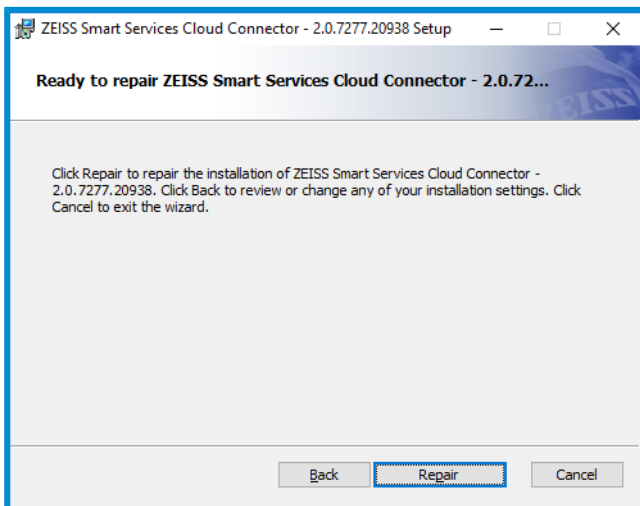 ZEISS Smart Services Cloud Connector - 2.0.7277.20938 Setup
Ready to repair ZEISS Smart Services Cloud Connector - 2.0.72...
ZEISS
Click Repair to repair the installation of ZEISS Smart Services Cloud Connector -
2.0.7277.20938. Click Back to review or change any of your installation settings. Click
Cancel to exit the wizard.
Back Repair Cancel